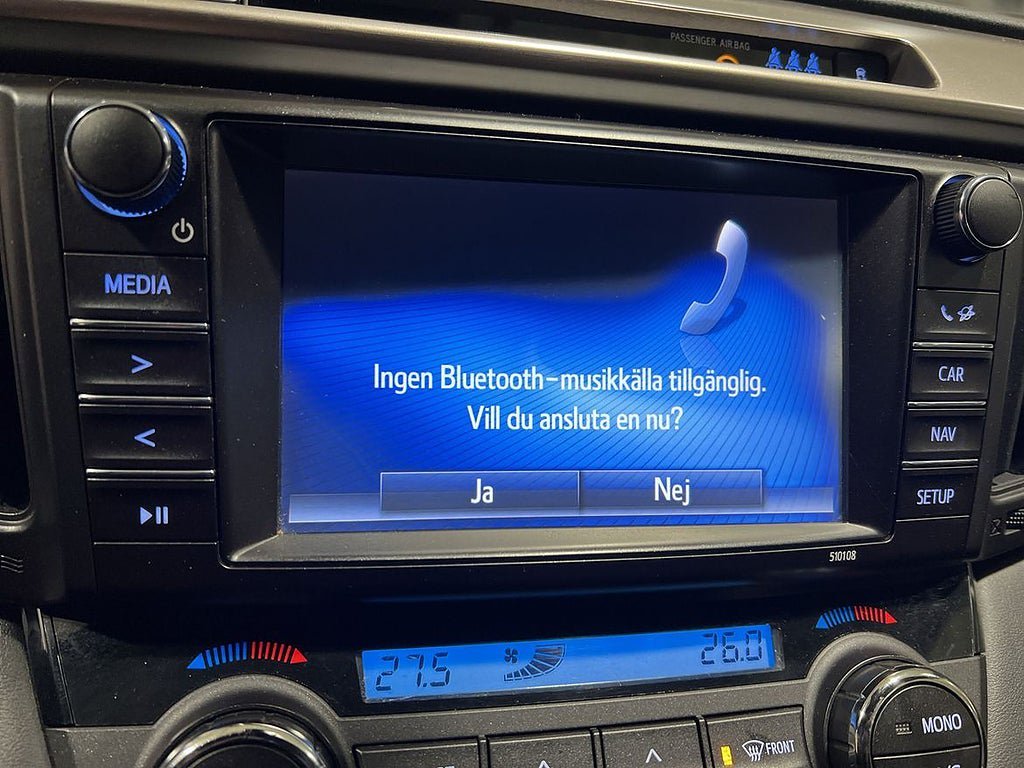 PASSENGER AIR BAG
MEDIA
>
<
Ingen Bluetooth-musikkälla tillgänglig.
Vill du ansluta en nu?
Ja
Nej
CAR
NAV
SETUP
510108
27.5
26.0
MONO
FRONT